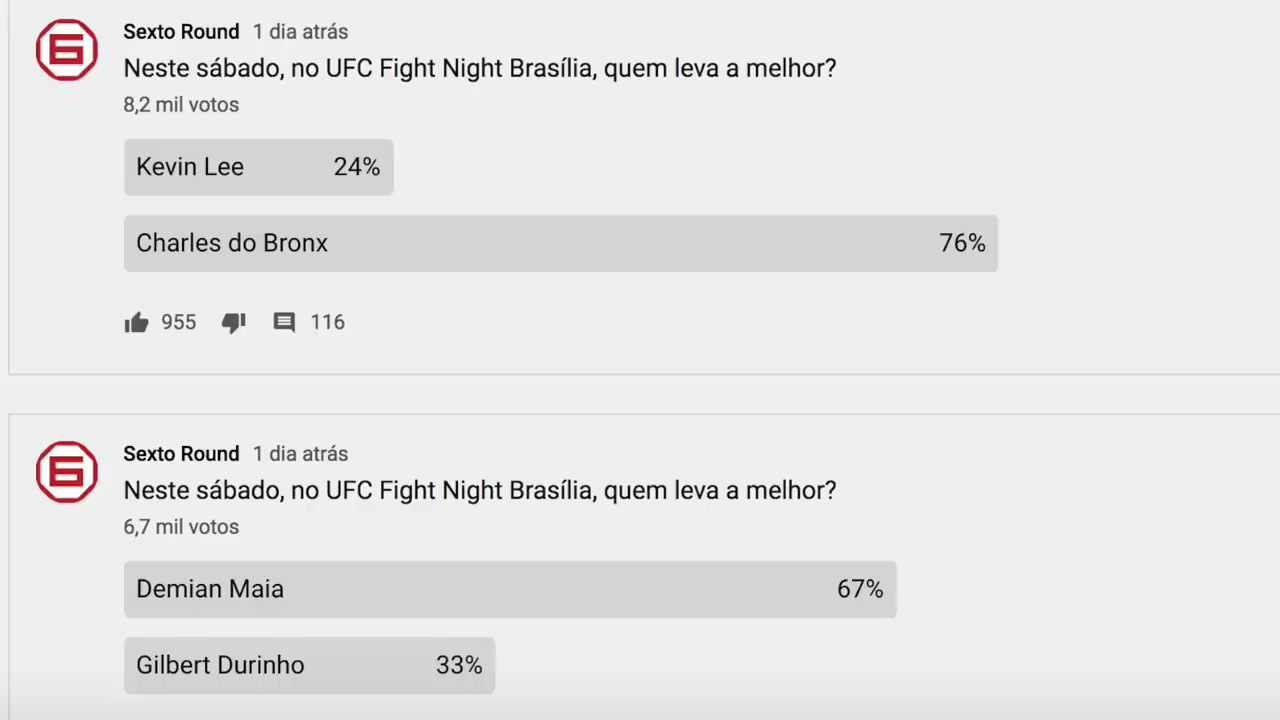 Sexto Round 1 dia atrás
Neste sábado, no UFC Fight Night Brasília, quem leva a melhor?
8,2 mil votos
Kevin Lee 24%
Charles do Bronx 76%
955 116
Sexto Round 1 dia atrás
Neste sábado, no UFC Fight Night Brasília, quem leva a melhor?
6,7 mil votos
Demian Maia 67%
Gilbert Durinho 33%